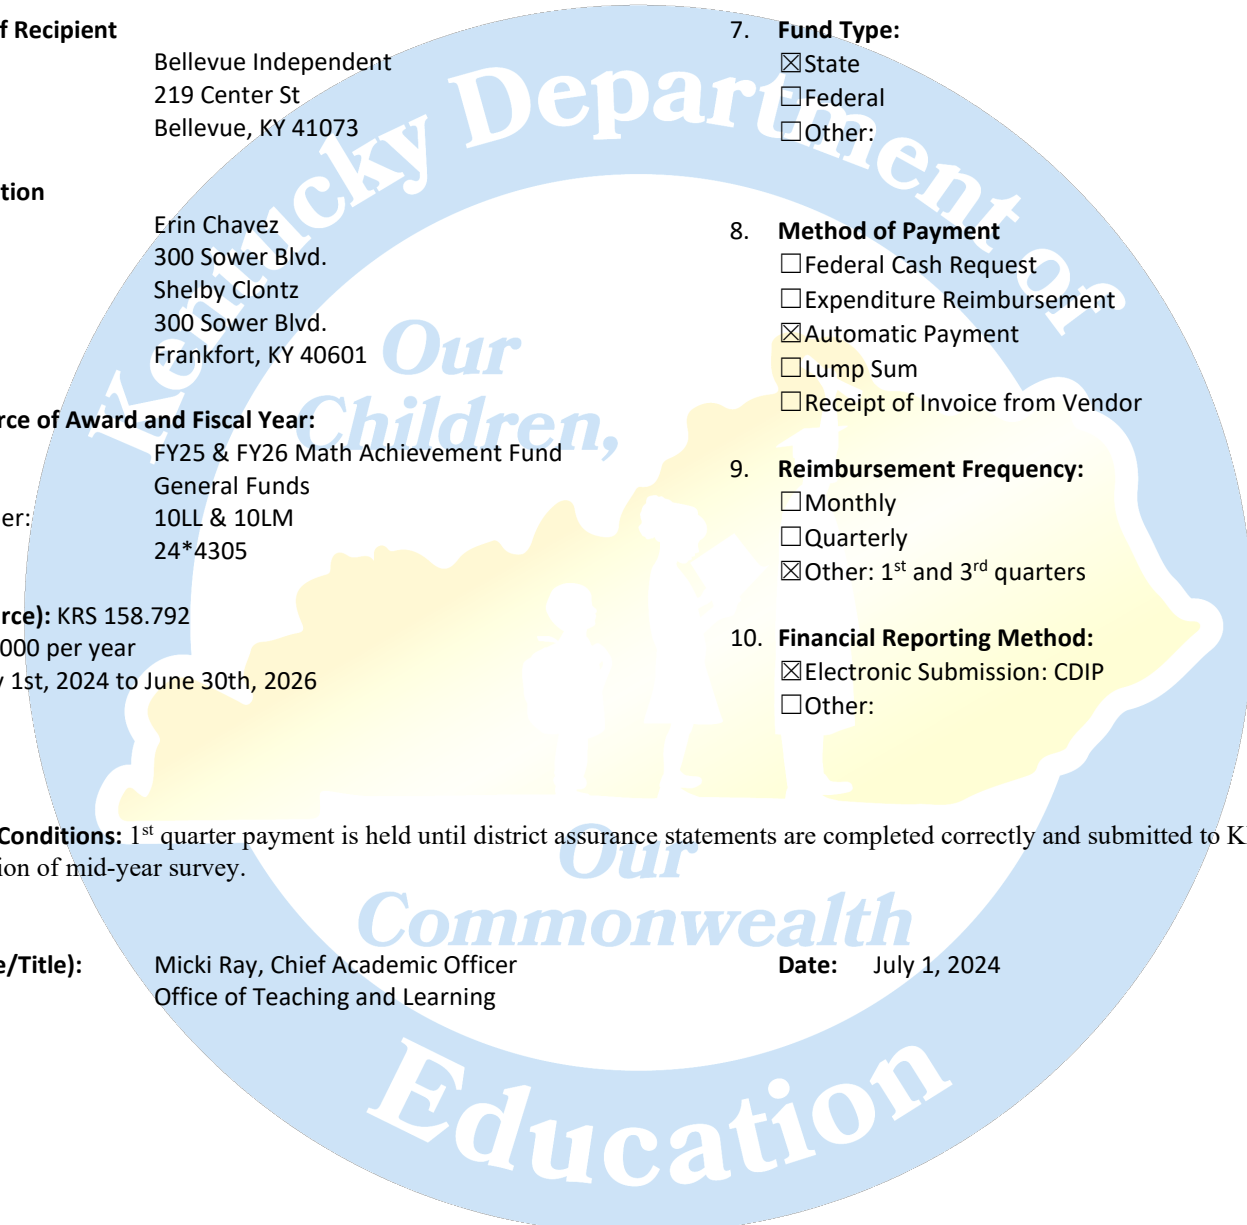 f Recipient
Bellevue Independent
219 Center St
Bellevue, KY 41073
tion
Erin Chavez
300 Sower Blvd.
Shelby Clontz
300 Sower Blvd.
Frankfort, KY 40601
rce of Award and Fiscal Year:
FY25 & FY26 Math Achievement Fund
General Funds
er: 10LL & 10LM
24*4305
rce): KRS 158.792
000 per year
y 1st, 2024 to June 30th, 2026
7. Fund Type:
☒State
☐Federal
☐Other:
8. Method of Payment
☐Federal Cash Request
☐Expenditure Reimbursement
☒Automatic Payment
☐Lump Sum
☐Receipt of Invoice from Vendor
9. Reimbursement Frequency:
☐Monthly
☐Quarterly
☒Other: 1st and 3rd quarters
10. Financial Reporting Method:
☒Electronic Submission: CDIP
☐Other:
Conditions: 1st quarter payment is held until district assurance statements are completed correctly and submitted to K
ion of mid-year survey.
e/Title): Micki Ray, Chief Academic Officer
Office of Teaching and Learning
Date: July 1, 2024
Kentucky Department of
Education
Our
Children,
Our
Commonwealth